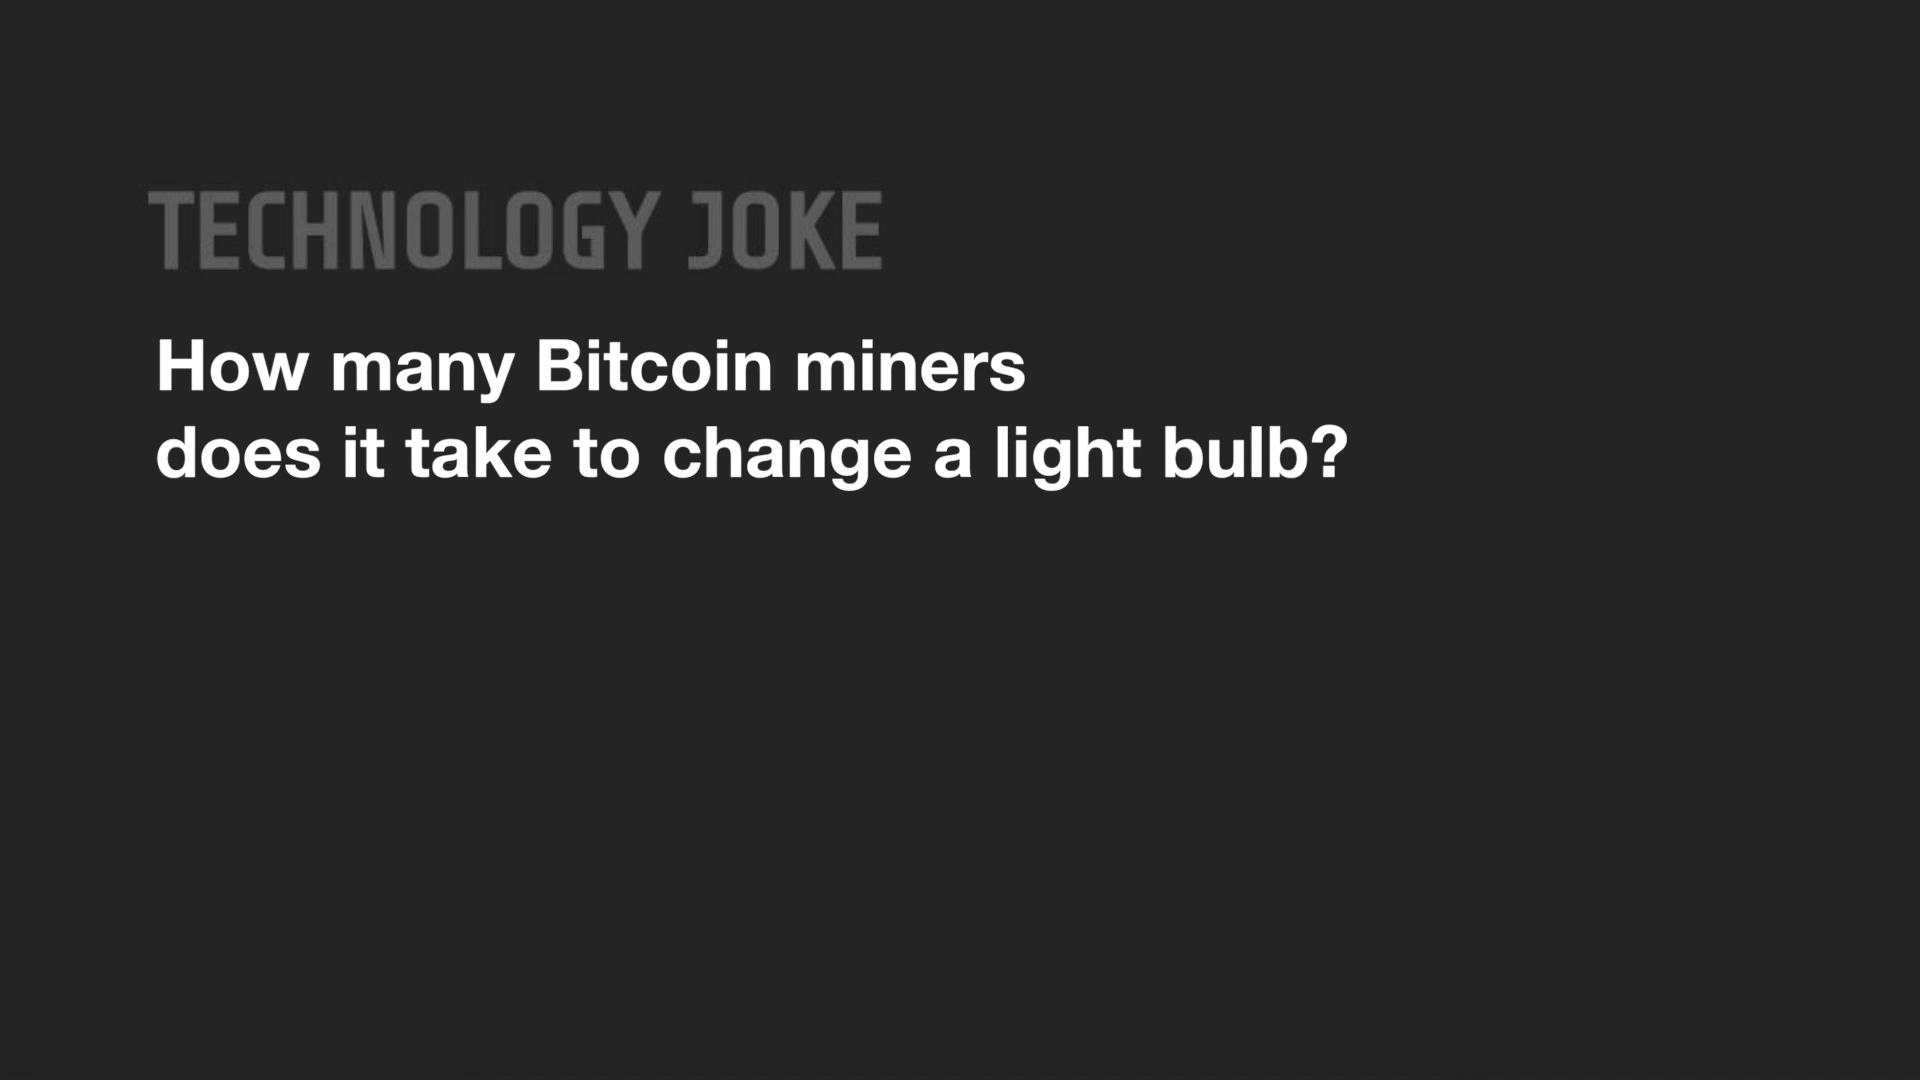 TECHNOLOGY JOKE
How many Bitcoin miners
does it take to change a light bulb?